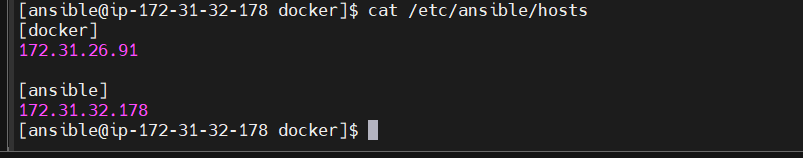 [ansible@ip-172-31-32-178 docker]$ cat /etc/ansible/hosts
[docker]
172.31.26.91
[ansible]
172.31.32.178
[ansible@ip-172-31-32-178 docker]$